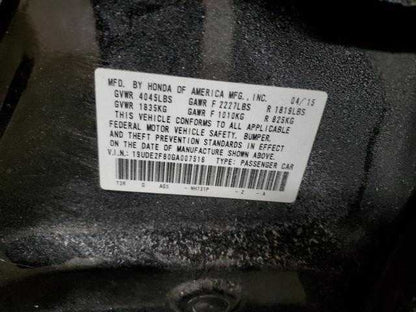 MFD. BY HONDA OF AMERICA MFG., INC. 04/15
GVWR 4045LBS GAWR F 2227LBS R 1819LBS
GVWR 1835KG GAWR F 1010KG R 825KG
THIS VEHICLE CONFORMS TO ALL APPLICABLE
FEDERAL MOTOR VEHICLE SAFETY, BUMPER,
AND THEFT PREVENTION STANDARDS IN EFFECT
ON THE DATE OF MANUFACTURE SHOWN ABOVE.
V.I.N.: 19UDE2F80GA007516 TYPE: PASSENGER CAR